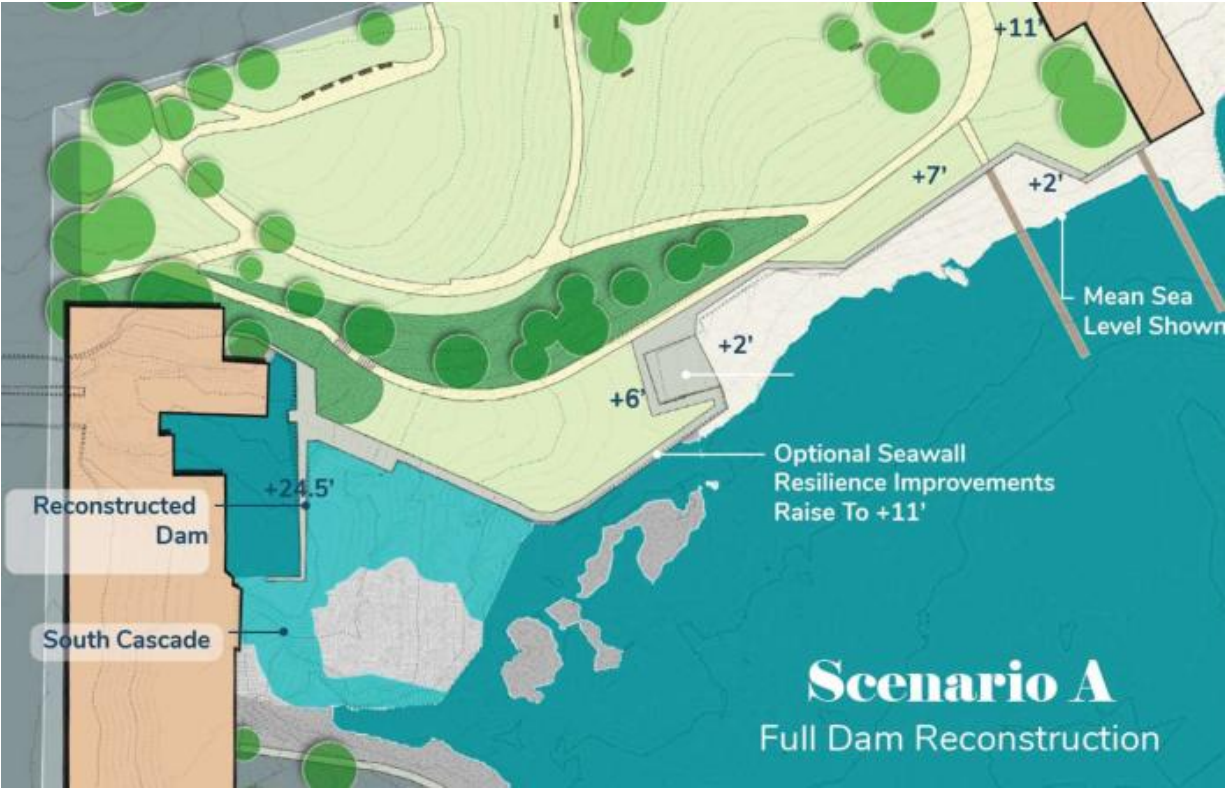 +11'
+7'
+2'
Mean Sea
Level Shown
+2'
+6'
Optional Seawall
Resilience Improvements
Raise To +11'
+24.5'
Reconstructed
Dam
South Cascade
Scenario A
Full Dam Reconstruction